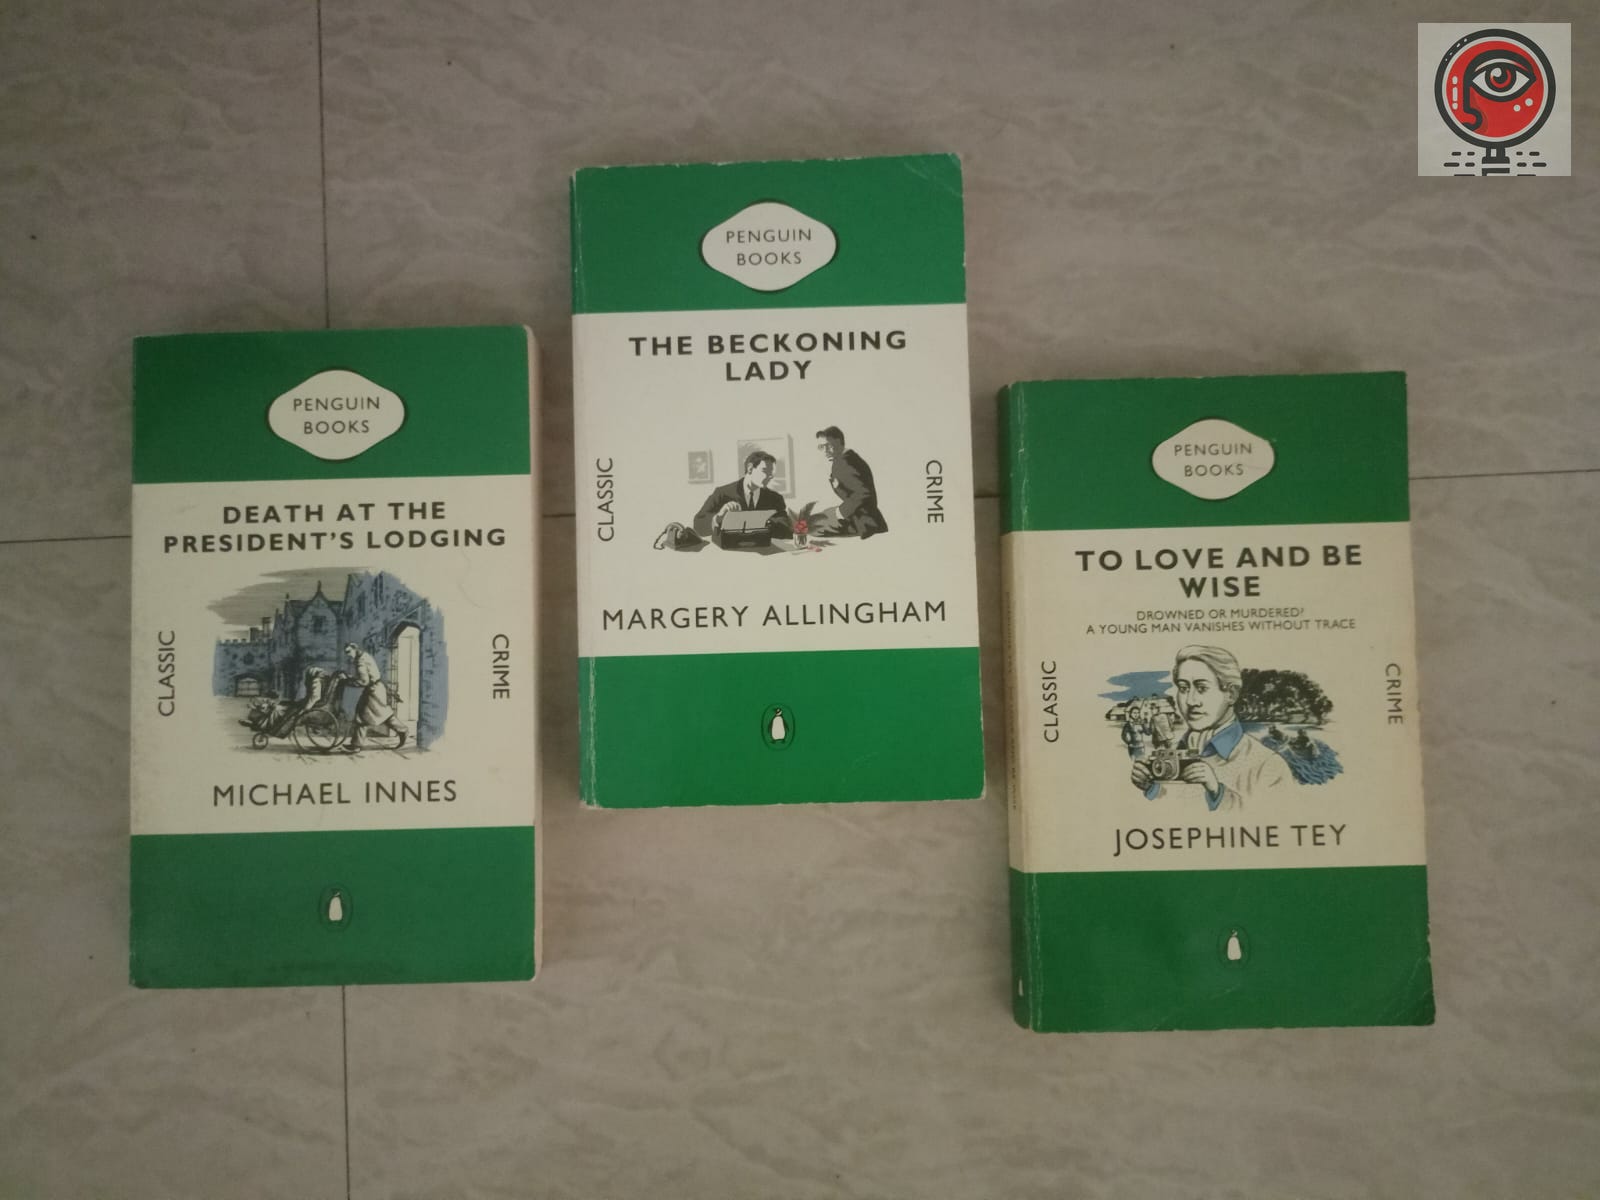 PENGUIN
BOOKS
DEATH AT THE
PRESIDENT'S LODGING
CLASSIC
CRIME
MICHAEL INNES
PENGUIN
BOOKS
THE BECKONING
LADY
CLASSIC
CRIME
MARGERY ALLINGHAM
PENGUIN
BOOKS
TO LOVE AND BE
WISE
DROWNED OR MURDERED?
A YOUNG MAN VANISHES WITHOUT TRACE
CLASSIC
CRIME
JOSEPHINE TEY